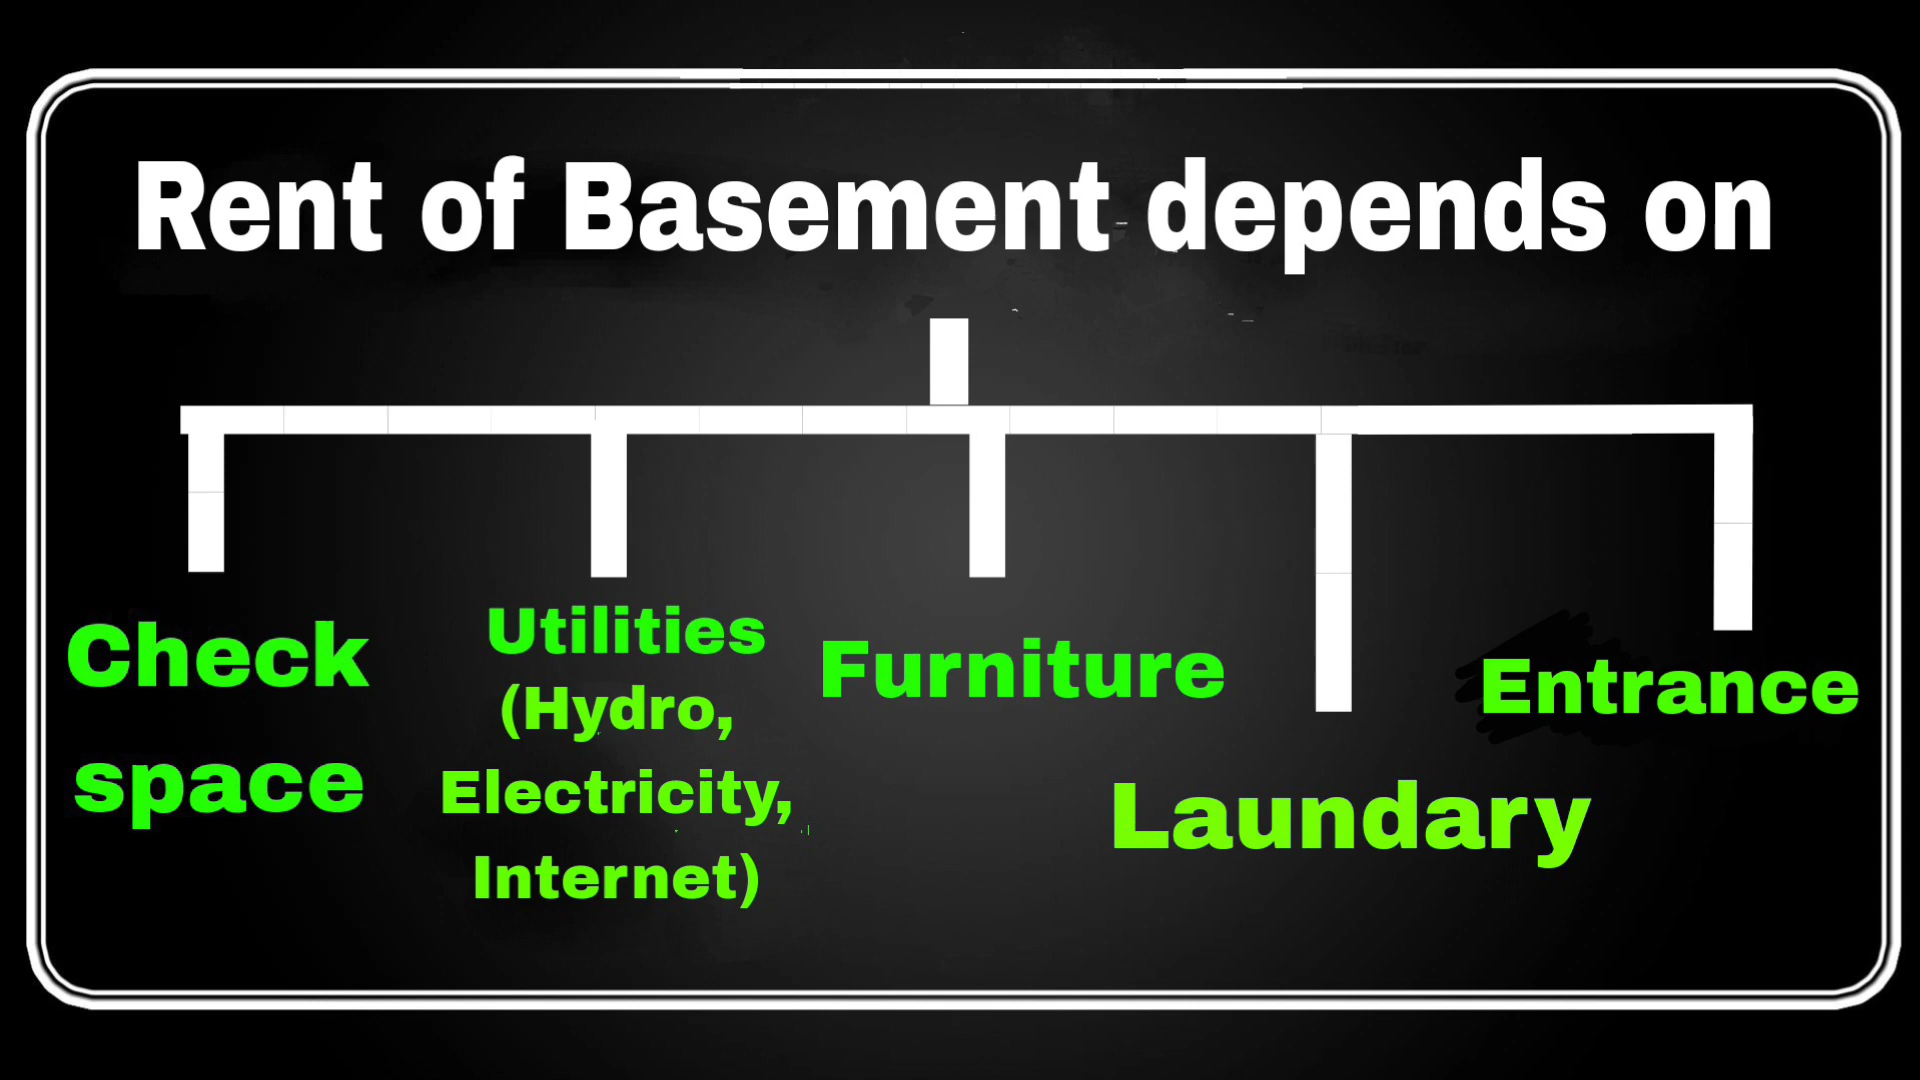 Rent of Basement depends on
Check
space
Utilities
(Hydro,
Electricity,
Internet)
Furniture
Laundary
Entrance